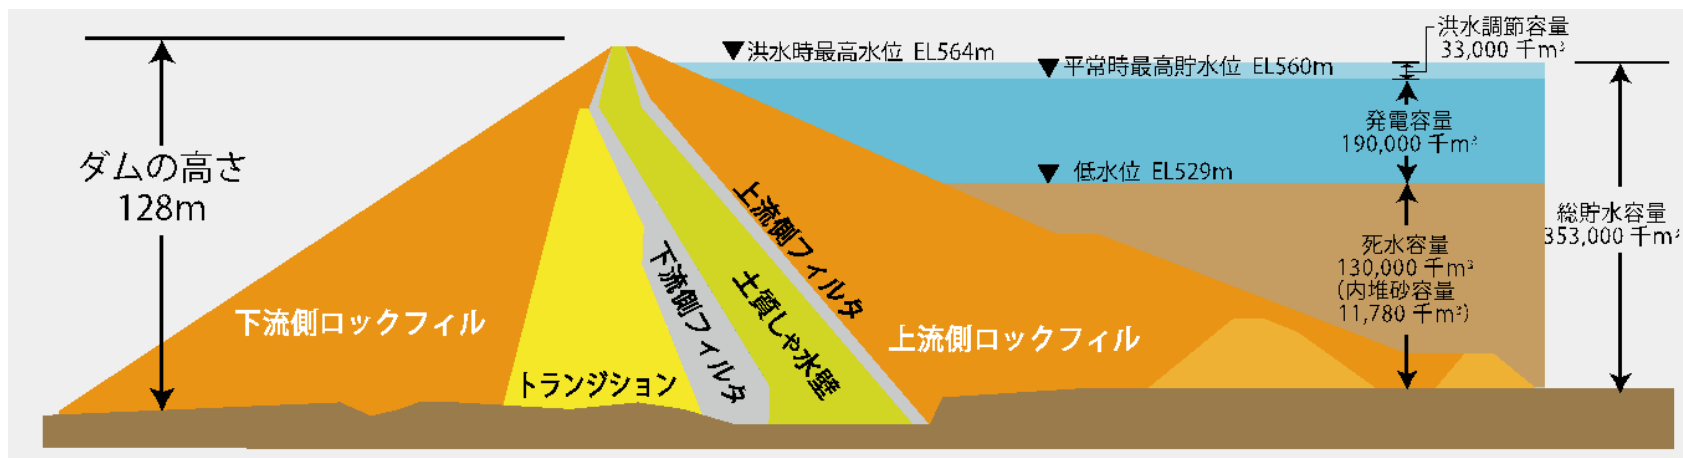 ダムの高さ
128m
▼洪水時最高水位 EL564m
▼平常時最高貯水位 EL560m
洪水調節容量
33,000 千m³
発電容量
190,000 千m³
▼ 低水位 EL529m
死水容量
130,000 千m³
(内堆砂容量
11,780 千m³)
総貯水容量
353,000 千m³
下流側ロックフィル
トランジション
下流側フィルタ
土質しゃ水壁
上流側フィルタ
上流側ロックフィル